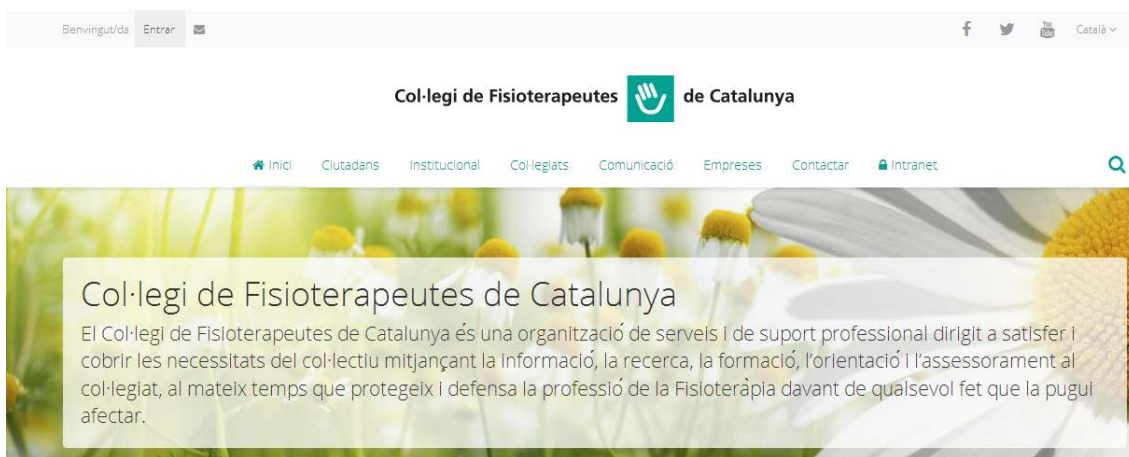 Benvingut/da Entrar Català
Col·legi de Fisioterapeutes de Catalunya
Inici Ciutadans Institucional Col·legiats Comunicació Empreses Contactar Intranet
Col·legi de Fisioterapeutes de Catalunya
El Col·legi de Fisioterapeutes de Catalunya és una organització de serveis i de suport professional dirigit a satisfer i
cobrir les necessitats del col·lectiu mitjançant la informació, la recerca, la formació, l'orientació i l'assessorament al
col·legiat, al mateix temps que protegeix i defensa la professió de la Fisioteràpia davant de qualsevol fet que la pugui
afectar.